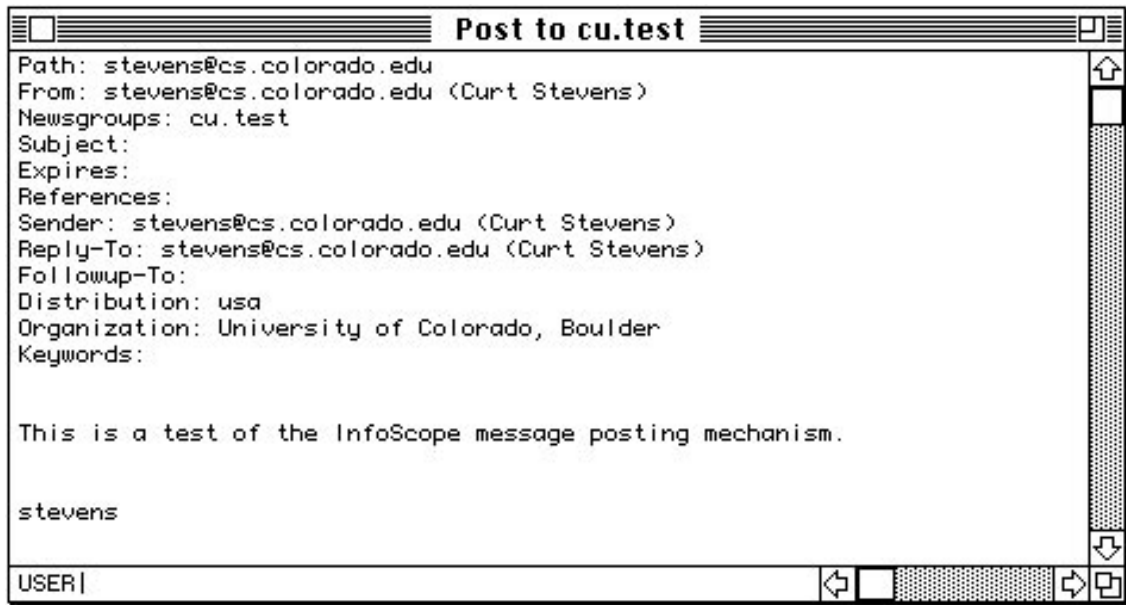 Post to cu.test
Path: stevens@cs.colorado.edu
From: stevens@cs.colorado.edu (Curt Stevens)
Newsgroups: cu.test
Subject:
Expires:
References:
Sender: stevens@cs.colorado.edu (Curt Stevens)
Reply-To: stevens@cs.colorado.edu (Curt Stevens)
Followup-To:
Distribution: usa
Organization: University of Colorado, Boulder
Keywords:
This is a test of the InfoScope message posting mechanism.
stevens
USER